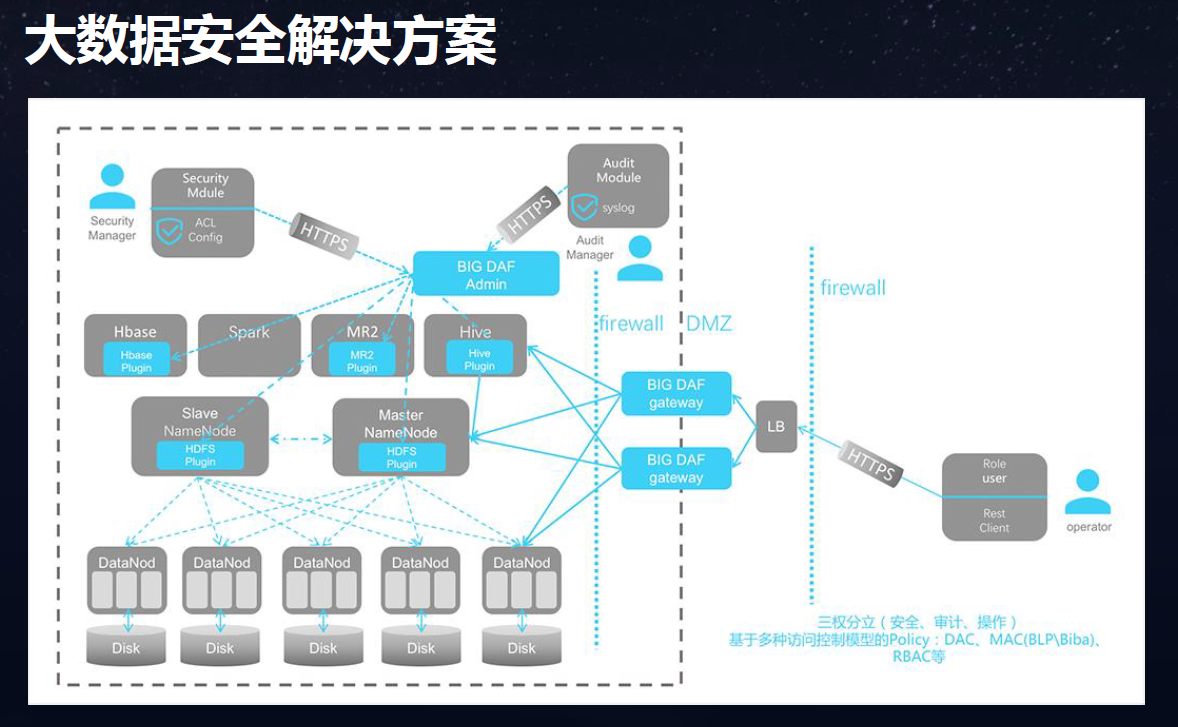 大数据安全解决方案
Security
Mdule
ACL
Config
Security
Manager
HTTPS
HTTPS
Audit
Module
syslog
Audit
Manager
BIG DAF
Admin
firewall
firewall
DMZ
Hbase
Hbase
Plugin
Spark
MR2
MR2
Plugin
Hive
Hive
Plugin
BIG DAF
gateway
BIG DAF
gateway
LB
HTTPS
Role
user
Rest
Client
operator
Slave
NameNode
HDFS
Plugin
Master
NameNode
HDFS
Plugin
DataNod
DataNod
DataNod
DataNod
DataNod
Disk
Disk
Disk
Disk
Disk
三权分立（安全、审计、操作）
基于多种访问控制模型的Policy：DAC、MAC(BLP\Biba)、
RBAC等